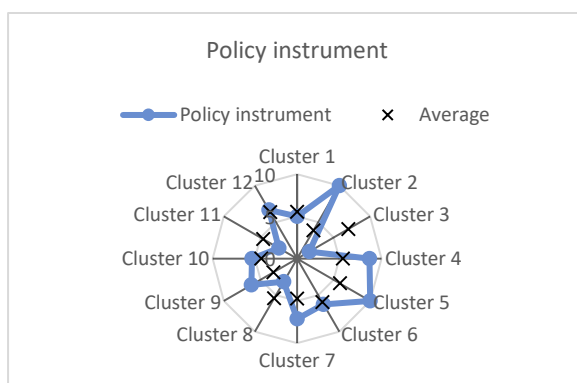 Policy instrument
Policy instrument
Average
Cluster 1
Cluster 2
Cluster 3
Cluster 4
Cluster 5
Cluster 6
Cluster 7
Cluster 8
Cluster 9
Cluster 10
Cluster 11
Cluster 12
10
5
0